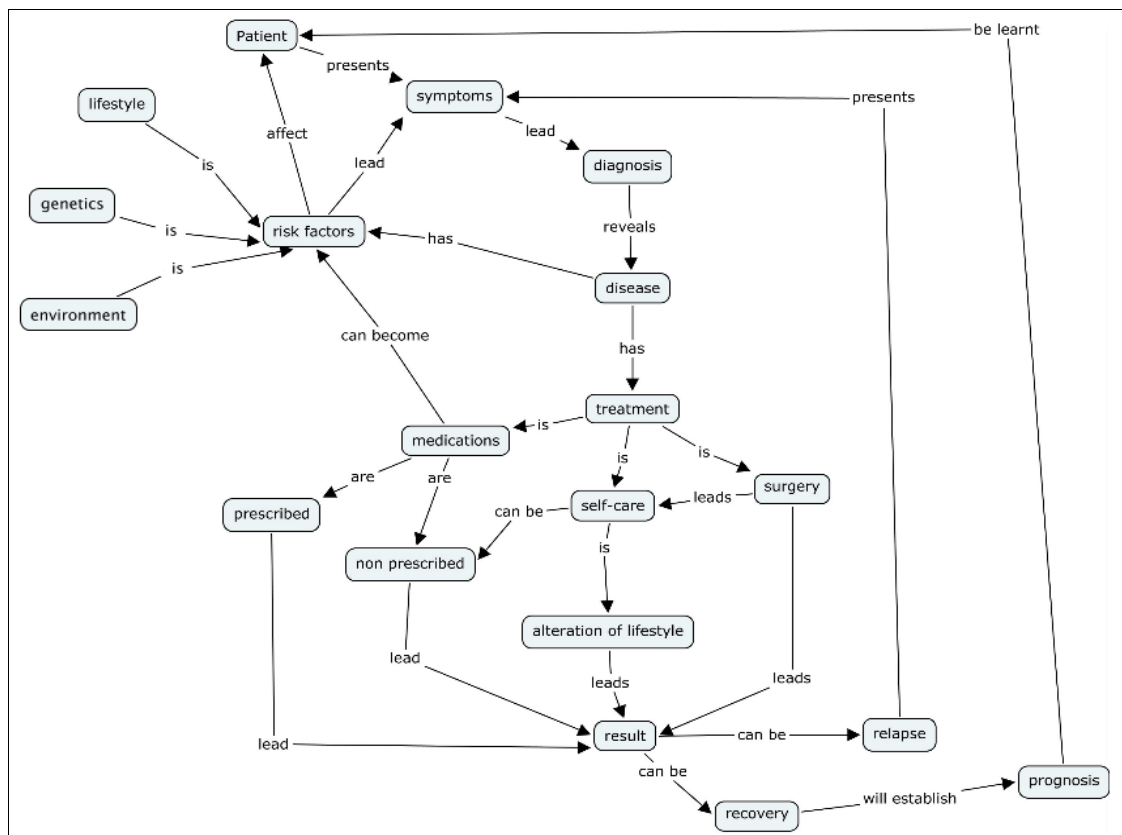 Patient
be learnt
presents
symptoms
presents
lifestyle
affect
lead
lead
diagnosis
is
genetics
is
risk factors
has
reveals
is
disease
environment
can become
has
treatment
medications
is
is
is
are
are
surgery
prescribed
can be
self-care
leads
non prescribed
is
alteration of lifestyle
lead
leads
leads
lead
result
can be
relapse
can be
prognosis
recovery
will establish